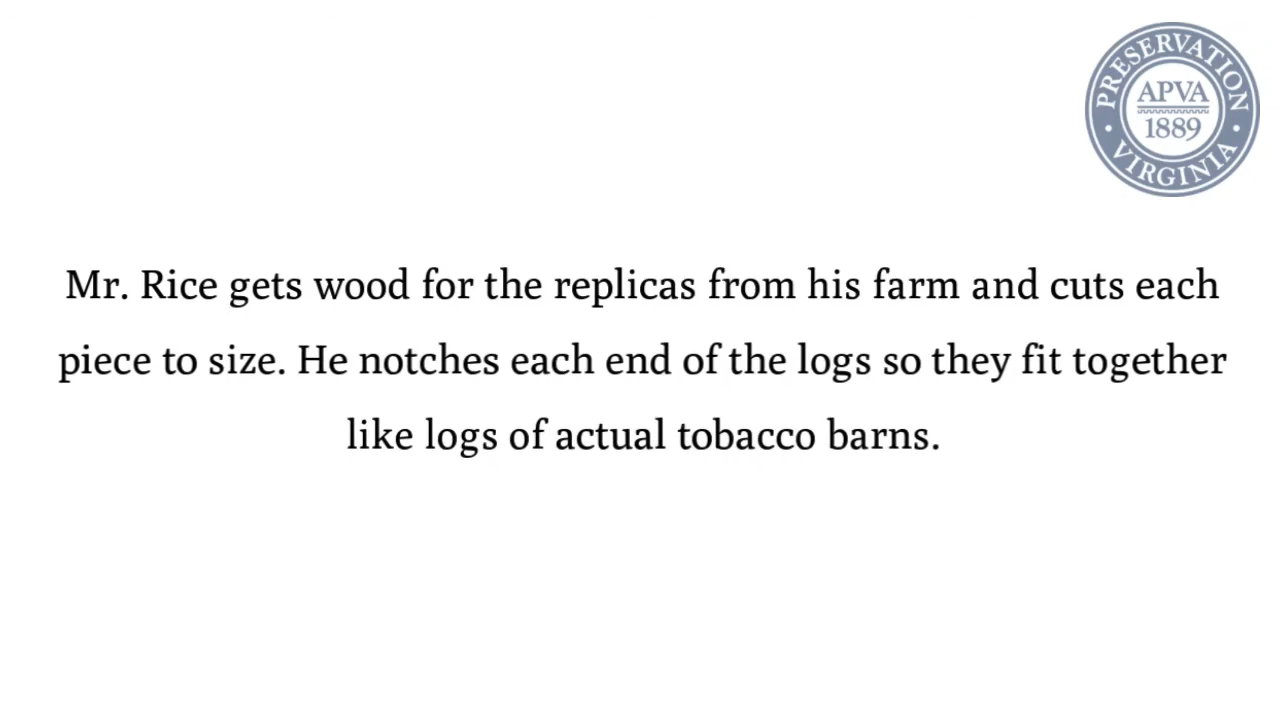 PRESERVATION
APVA
1889
VIRGINIA
Mr. Rice gets wood for the replicas from his farm and cuts each
piece to size. He notches each end of the logs so they fit together
like logs of actual tobacco barns.